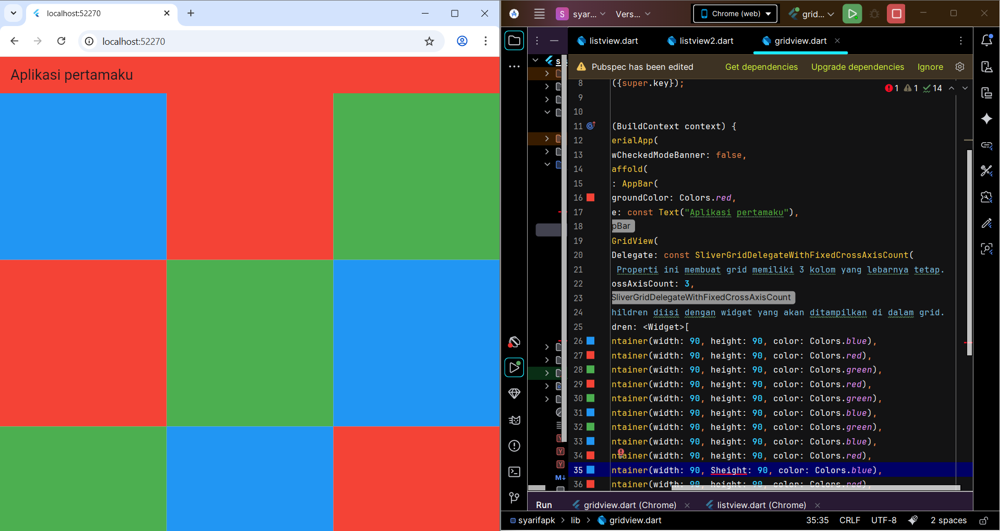 localhost:52270
localhost:52270
Aplikasi pertamaku
S syar... Vers... Chrome (web) grid...
listview.dart listview2.dart gridview.dart
s
Pubspec has been edited Get dependencies Upgrade dependencies Ignore
1 1 14
8 ({super.key});
9
10
11 (BuildContext context) {
12 erialApp(
13 wCheckedModeBanner: false,
14 affold(
15 : AppBar(
16 groundColor: Colors.red,
17 e: const Text("Aplikasi pertamaku"),
18 pBar
19 GridView(
20 Delegate: const SliverGridDelegateWithFixedCrossAxisCount(
21 Properti ini membuat grid memiliki 3 kolom yang lebarnya tetap.
22 ossAxisCount: 3,
23 SliverGridDelegateWithFixedCrossAxisCount
24 hildren diisi dengan widget yang akan ditampilkan di dalam grid.
25 dren: <Widget>[
26 ntainer(width: 90, height: 90, color: Colors.blue),
27 ntainer(width: 90, height: 90, color: Colors.red),
28 ntainer(width: 90, height: 90, color: Colors.green),
29 ntainer(width: 90, height: 90, color: Colors.red),
30 ntainer(width: 90, height: 90, color: Colors.green),
31 ntainer(width: 90, height: 90, color: Colors.blue),
32 ntainer(width: 90, height: 90, color: Colors.green),
33 ntainer(width: 90, height: 90, color: Colors.blue),
34 ntainer(width: 90, height: 90, color: Colors.red),
35 ntainer(width: 90, Sheight: 90, color: Colors.blue),
36 ntainer(width: 90, height: 90, color: Colors.red),
Y
Y
Y
M↓
Run gridview.dart (Chrome) listview.dart (Chrome)
syarifapk > lib > gridview.dart 35:35 CRLF UTF-8 2 spaces